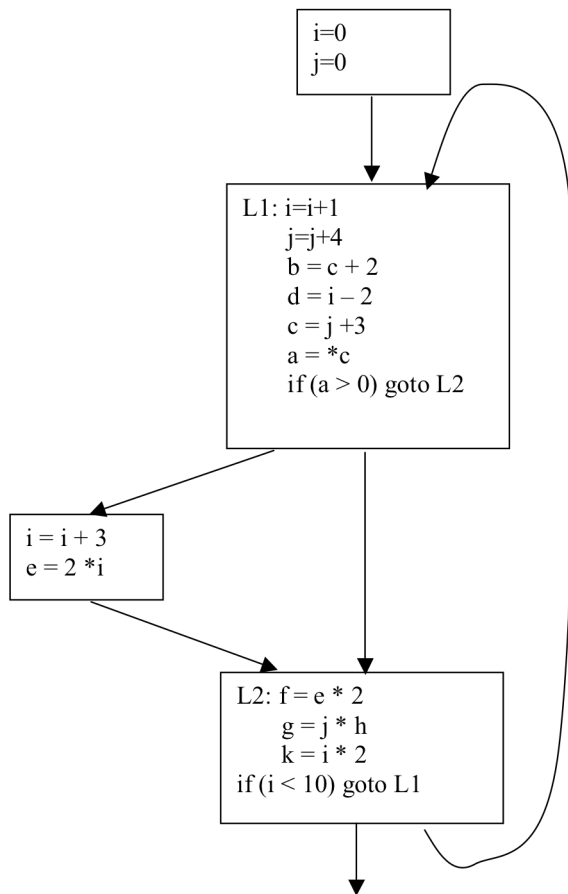 i=0
j=0
L1: i=i+1
j=j+4
b = c + 2
d = i – 2
c = j +3
a = *c
if (a > 0) goto L2
i = i + 3
e = 2 *i
L2: f = e * 2
g = j * h
k = i * 2
if (i < 10) goto L1